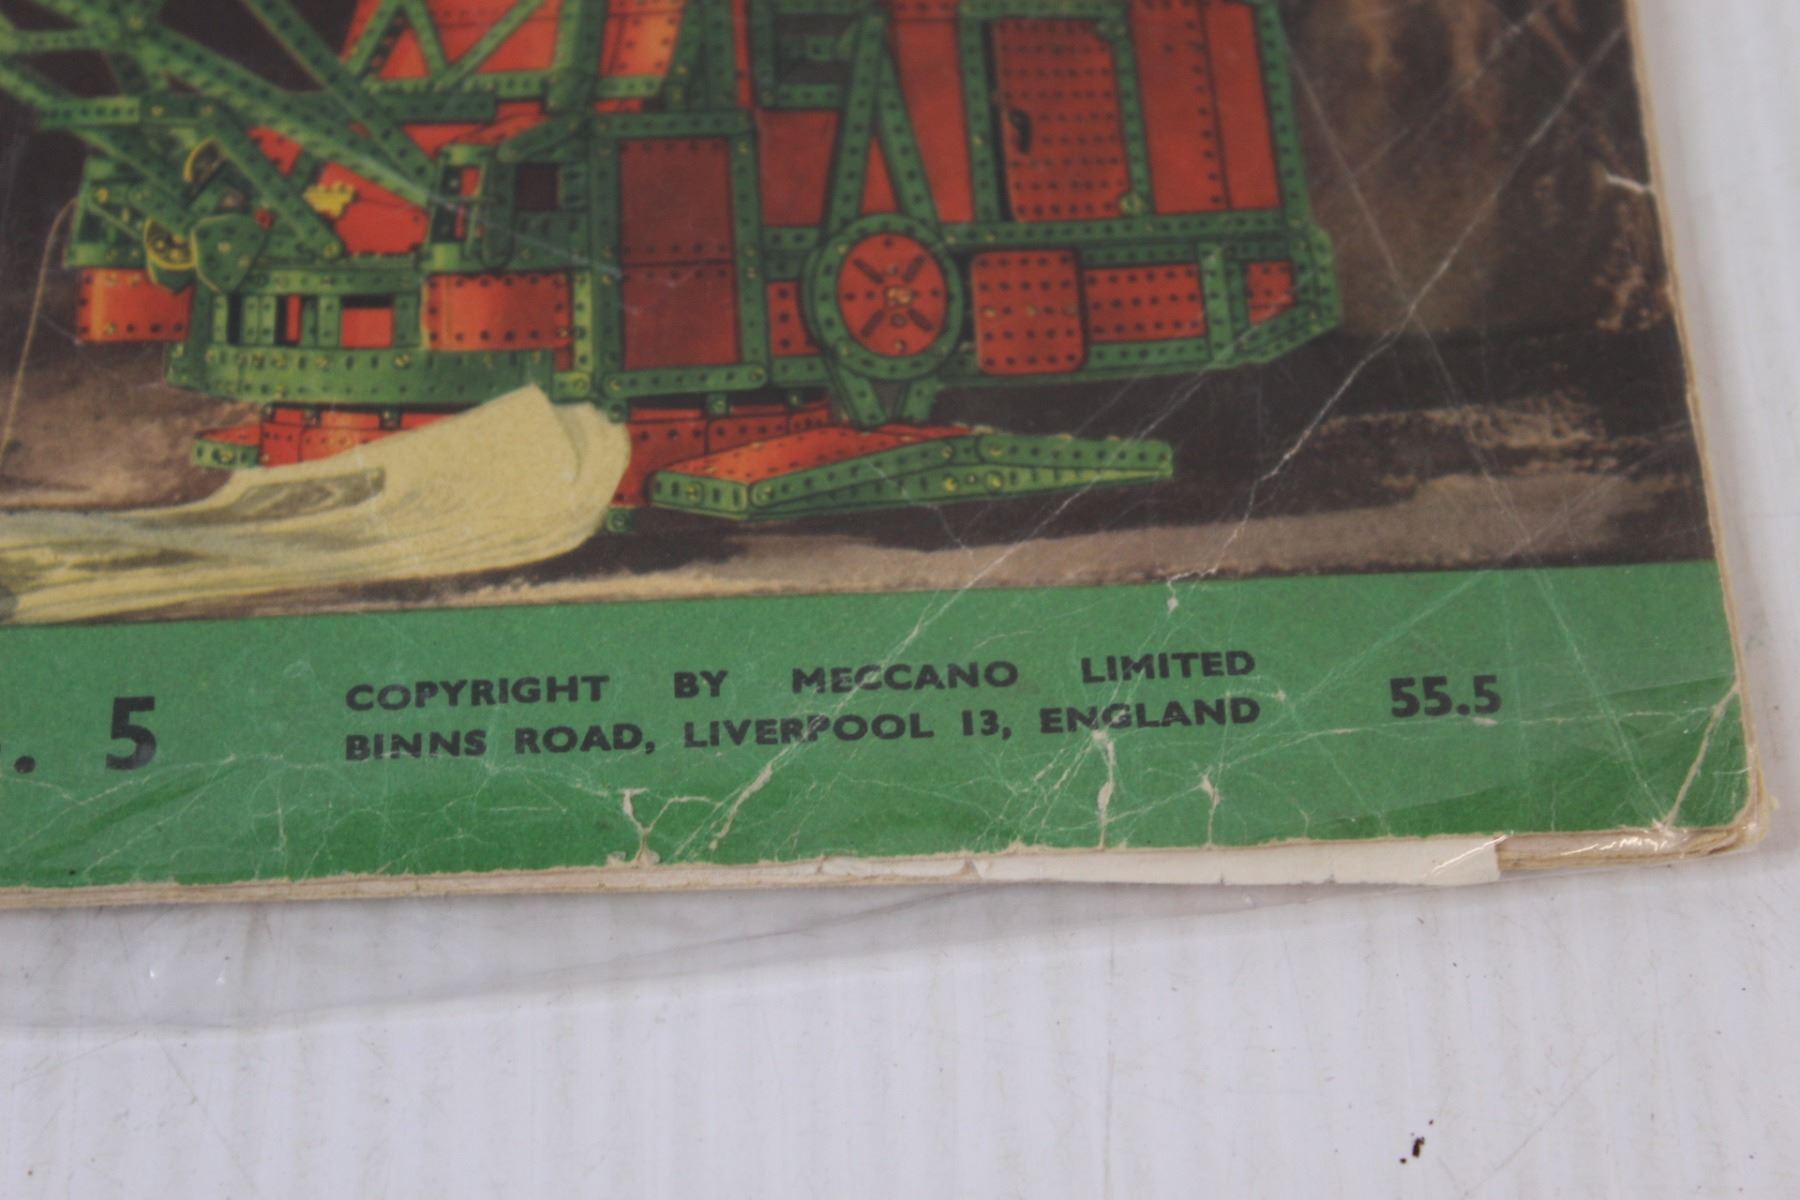 . 5
COPYRIGHT BY MECCANO LIMITED
BINNS ROAD, LIVERPOOL 13, ENGLAND
55.5